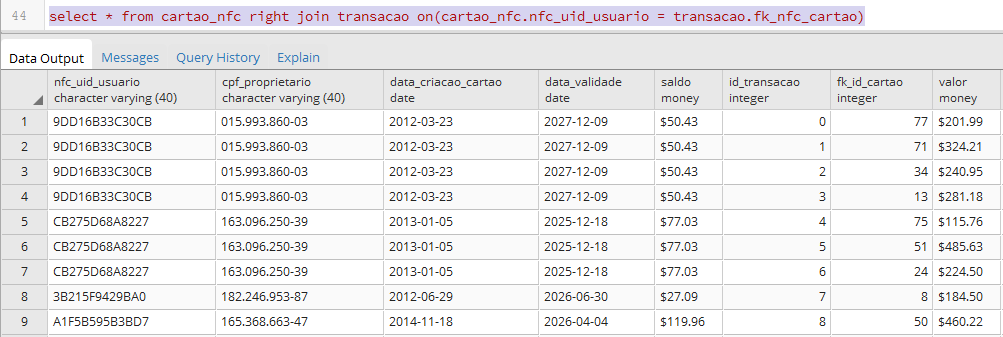 44 select * from cartao_nfc right join transacao on(cartao_nfc.nfc_uid_usuario = transacao.fk_nfc_cartao)
Data Output Messages Query History Explain
nfc_uid_usuario cpf_proprietario data_criacao_cartao data_validade saldo id_transacao fk_id_cartao valor
character varying (40) character varying (40) date date money integer integer money
1 9DD16B33C30CB 015.993.860-03 2012-03-23 2027-12-09 $50.43 0 77 $201.99
2 9DD16B33C30CB 015.993.860-03 2012-03-23 2027-12-09 $50.43 1 71 $324.21
3 9DD16B33C30CB 015.993.860-03 2012-03-23 2027-12-09 $50.43 2 34 $240.95
4 9DD16B33C30CB 015.993.860-03 2012-03-23 2027-12-09 $50.43 3 13 $281.18
5 CB275D68A8227 163.096.250-39 2013-01-05 2025-12-18 $77.03 4 75 $115.76
6 CB275D68A8227 163.096.250-39 2013-01-05 2025-12-18 $77.03 5 51 $485.63
7 CB275D68A8227 163.096.250-39 2013-01-05 2025-12-18 $77.03 6 24 $224.50
8 3B215F9429BA0 182.246.953-87 2012-06-29 2026-06-30 $27.09 7 8 $184.50
9 A1F5B595B3BD7 165.368.663-47 2014-11-18 2026-04-04 $119.96 8 50 $460.22